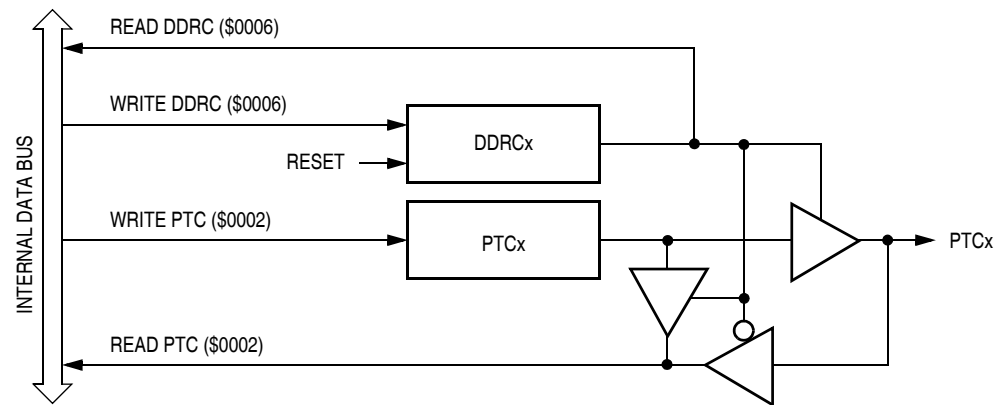 READ DDRC ($0006)
WRITE DDRC ($0006)
DDRCx
RESET
WRITE PTC ($0002)
PTCx
PTCx
READ PTC ($0002)
INTERNAL DATA BUS